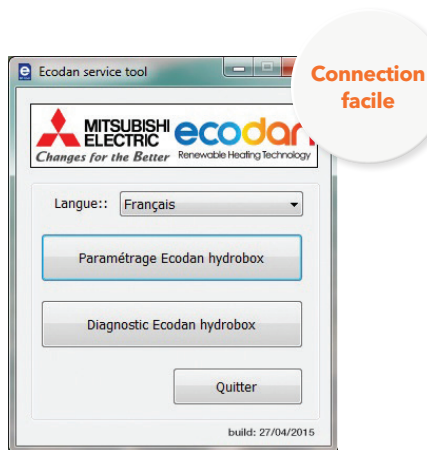 Ecodan service tool
Connection
facile
MITSUBISHI
ELECTRIC
Changes for the Better
ecodan
Renewable Heating Technology
Langue::
Français
Paramétrage Ecodan hydrobox
Diagnostic Ecodan hydrobox
Quitter
build: 27/04/2015